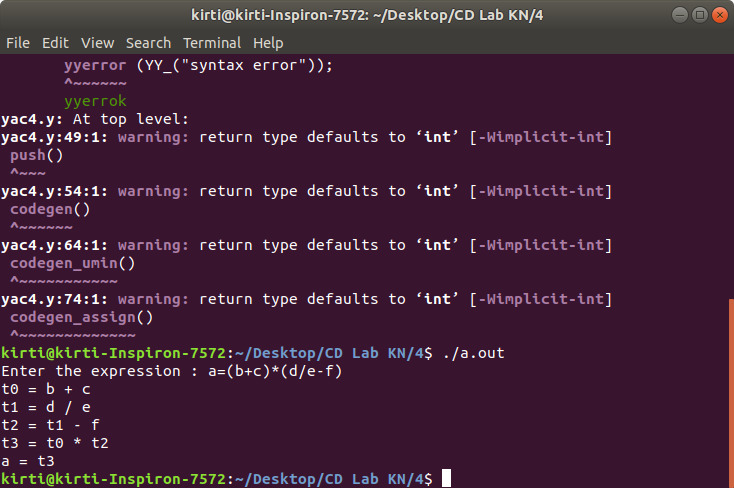 kirti@kirti-Inspiron-7572: ~/Desktop/CD Lab KN/4
File Edit View Search Terminal Help
yyerror (YY_("syntax error"));
^~~~~~~
yyerrok
yac4.y: At top level:
yac4.y:49:1: warning: return type defaults to ‘int’ [-Wimplicit-int]
push()
^~~~
yac4.y:54:1: warning: return type defaults to ‘int’ [-Wimplicit-int]
codegen()
^~~~~~~
yac4.y:64:1: warning: return type defaults to ‘int’ [-Wimplicit-int]
codegen_umin()
^~~~~~~~~~~~
yac4.y:74:1: warning: return type defaults to ‘int’ [-Wimplicit-int]
codegen_assign()
^~~~~~~~~~~~~~
kirti@kirti-Inspiron-7572:~/Desktop/CD Lab KN/4$ ./a.out
Enter the expression : a=(b+c)*(d/e-f)
t0 = b + c
t1 = d / e
t2 = t1 - f
t3 = t0 * t2
a = t3
kirti@kirti-Inspiron-7572:~/Desktop/CD Lab KN/4$